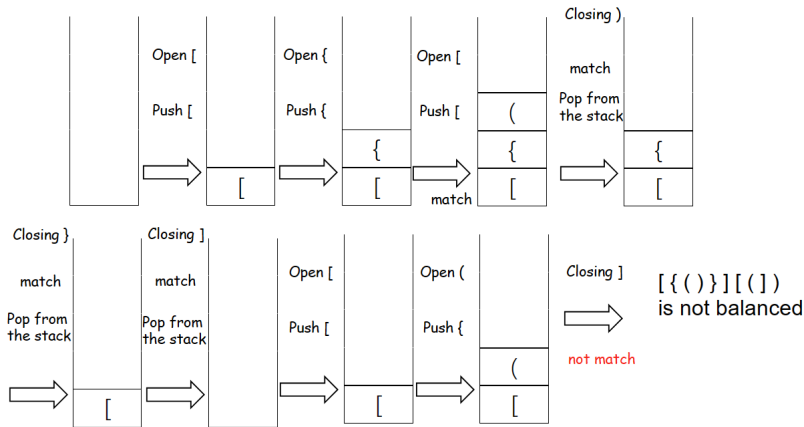 Open [
Push [
[
Open {
Push {
{
[
Open [
Push [
match
(
{
[
Closing )
match
Pop from
the stack
{
[
Closing }
match
Pop from
the stack
[
Closing ]
match
Pop from
the stack
Open [
Push [
[
Open (
Push {
(
[
Closing ]
not match
[ { ( ) } ] [ ( ] )
is not balanced